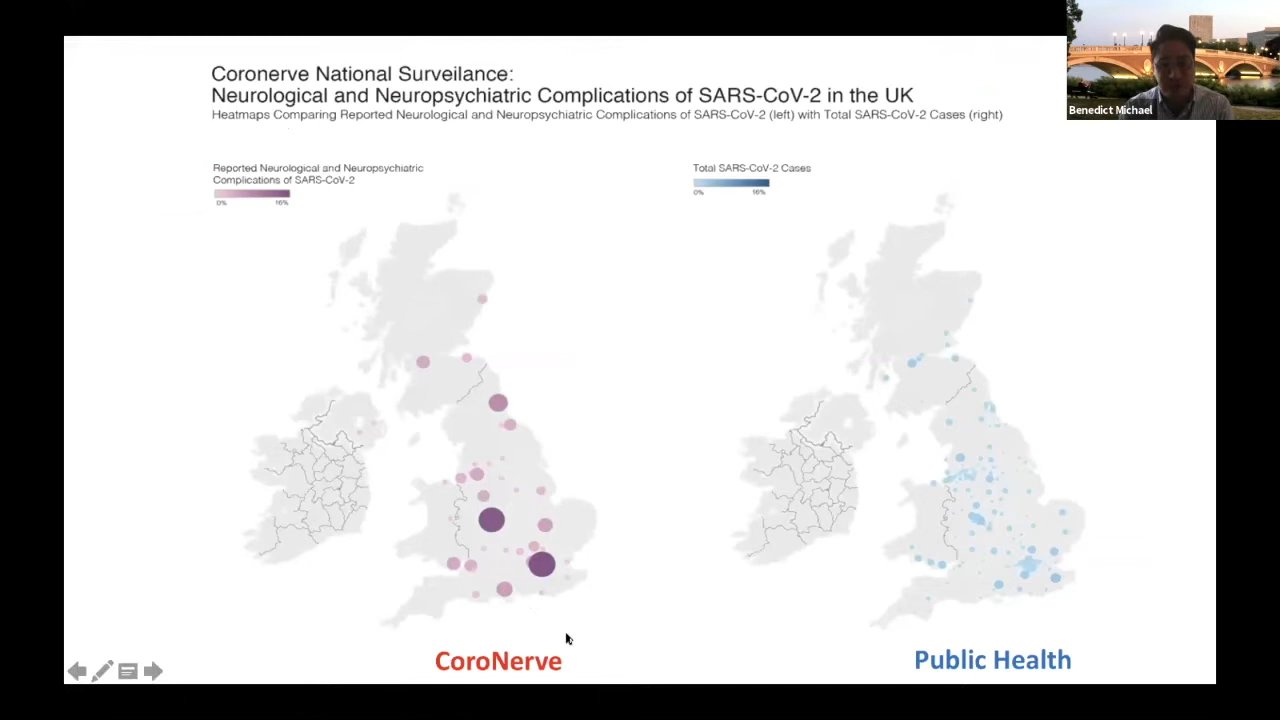 Coronerve National Surveilance:
Neurological and Neuropsychiatric Complications of SARS-CoV-2 in the UK
Heatmaps Comparing Reported Neurological and Neuropsychiatric Complications of SARS-CoV-2 (left) with Total SARS-CoV-2 Cases (right)
Benedict Michael
Reported Neurological and Neuropsychiatric
Complications of SARS-CoV-2
0% 16%
Total SARS-CoV-2 Cases
0% 16%
CoroNerve
Public Health